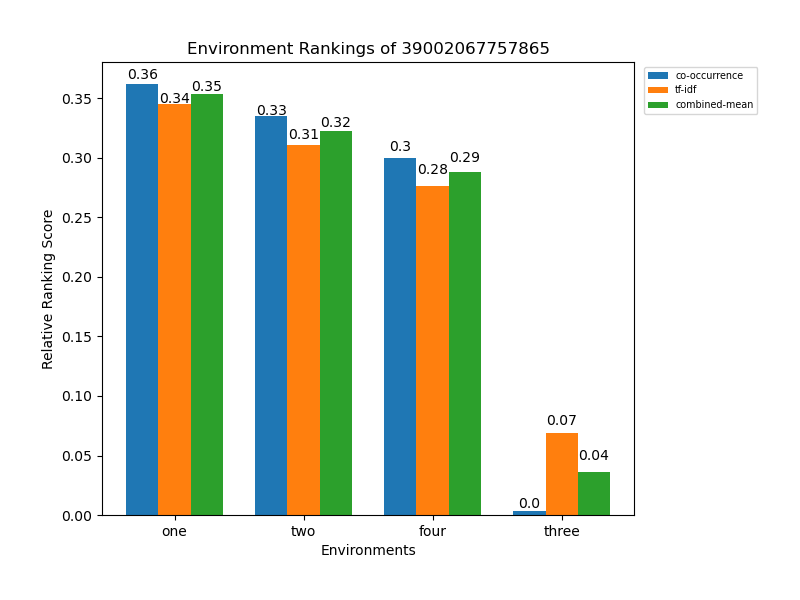 Environment Rankings of 39002067757865
co-occurrence
tf-idf
combined-mean
0.36
0.34
0.35
0.33
0.31
0.32
0.3
0.28
0.29
0.0
0.07
0.04
Relative Ranking Score
0.35
0.30
0.25
0.20
0.15
0.10
0.05
0.00
one two four three
Environments